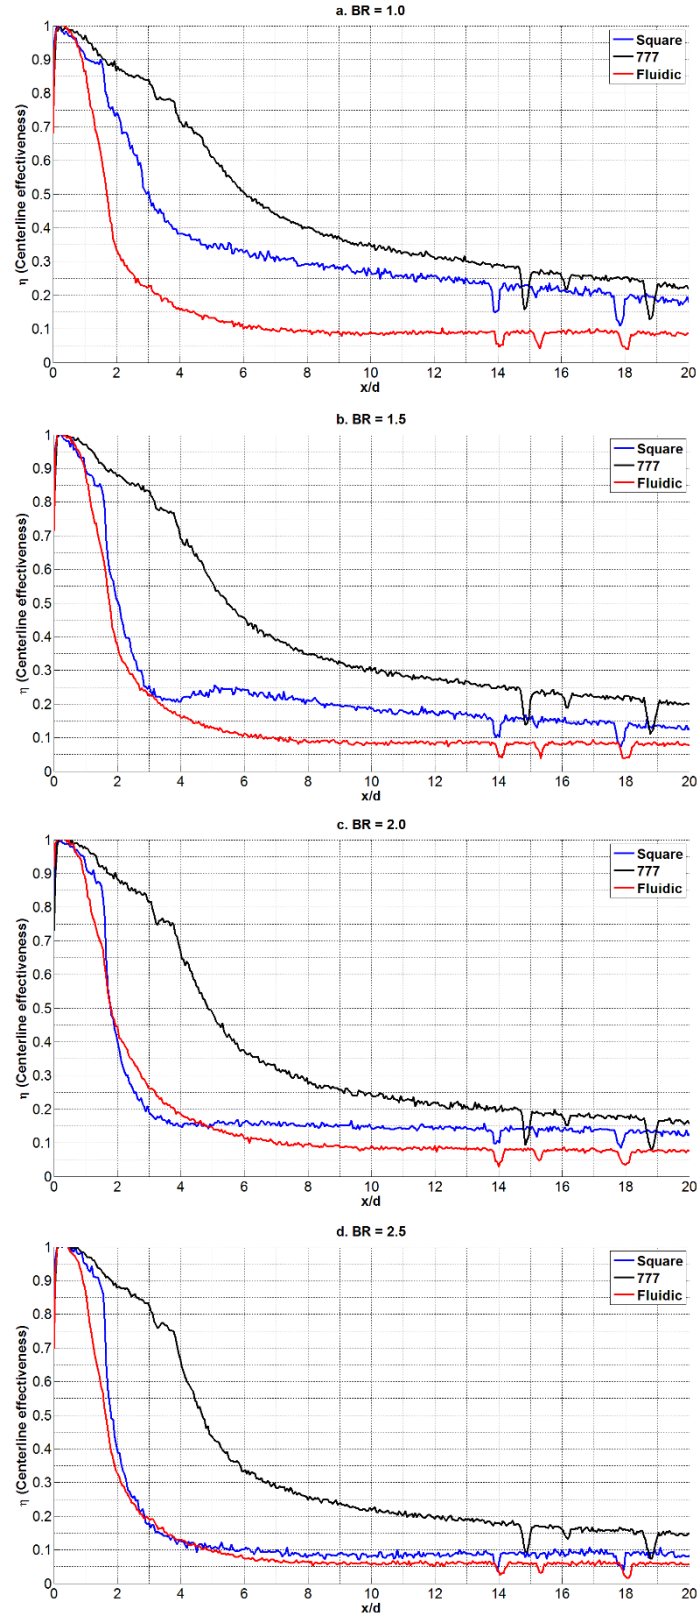 a. BR = 1.0
Square
777
Fluidic
η (Centerline effectiveness)
1
0.9
0.8
0.7
0.6
0.5
0.4
0.3
0.2
0.1
0
0 2 4 6 8 10 12 14 16 18 20
x/d
b. BR = 1.5
Square
777
Fluidic
η (Centerline effectiveness)
1
0.9
0.8
0.7
0.6
0.5
0.4
0.3
0.2
0.1
0
0 2 4 6 8 10 12 14 16 18 20
x/d
c. BR = 2.0
Square
777
Fluidic
η (Centerline effectiveness)
1
0.9
0.8
0.7
0.6
0.5
0.4
0.3
0.2
0.1
0
0 2 4 6 8 10 12 14 16 18 20
x/d
d. BR = 2.5
Square
777
Fluidic
η (Centerline effectiveness)
1
0.9
0.8
0.7
0.6
0.5
0.4
0.3
0.2
0.1
0
0 2 4 6 8 10 12 14 16 18 20
x/d